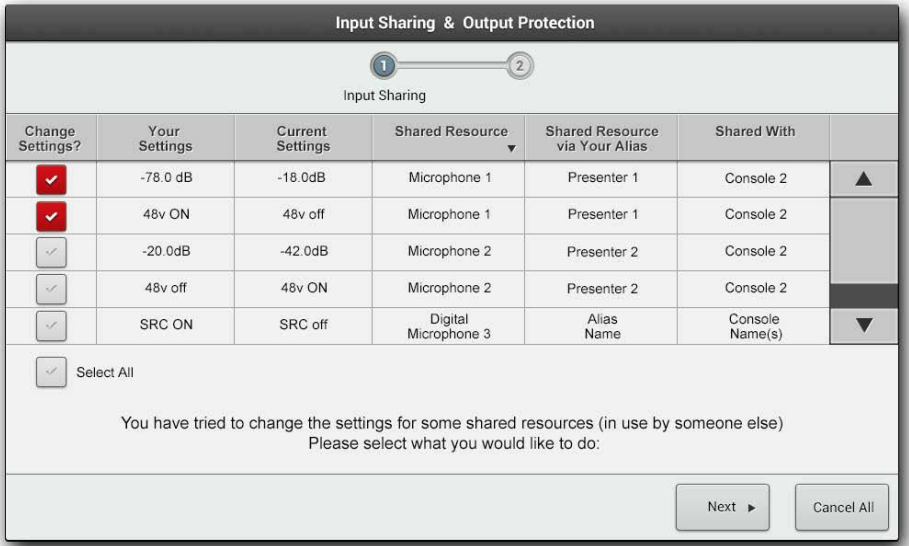 Input Sharing & Output Protection
1 2
Input Sharing
Change Settings? Your Settings Current Settings Shared Resource Shared Resource via Your Alias Shared With
-78.0 dB -18.0dB Microphone 1 Presenter 1 Console 2
48v ON 48v off Microphone 1 Presenter 1 Console 2
-20.0dB -42.0dB Microphone 2 Presenter 2 Console 2
48v off 48v ON Microphone 2 Presenter 2 Console 2
SRC ON SRC off Digital Microphone 3 Alias Name Console Name(s)
Select All
You have tried to change the settings for some shared resources (in use by someone else)
Please select what you would like to do:
Next Cancel All